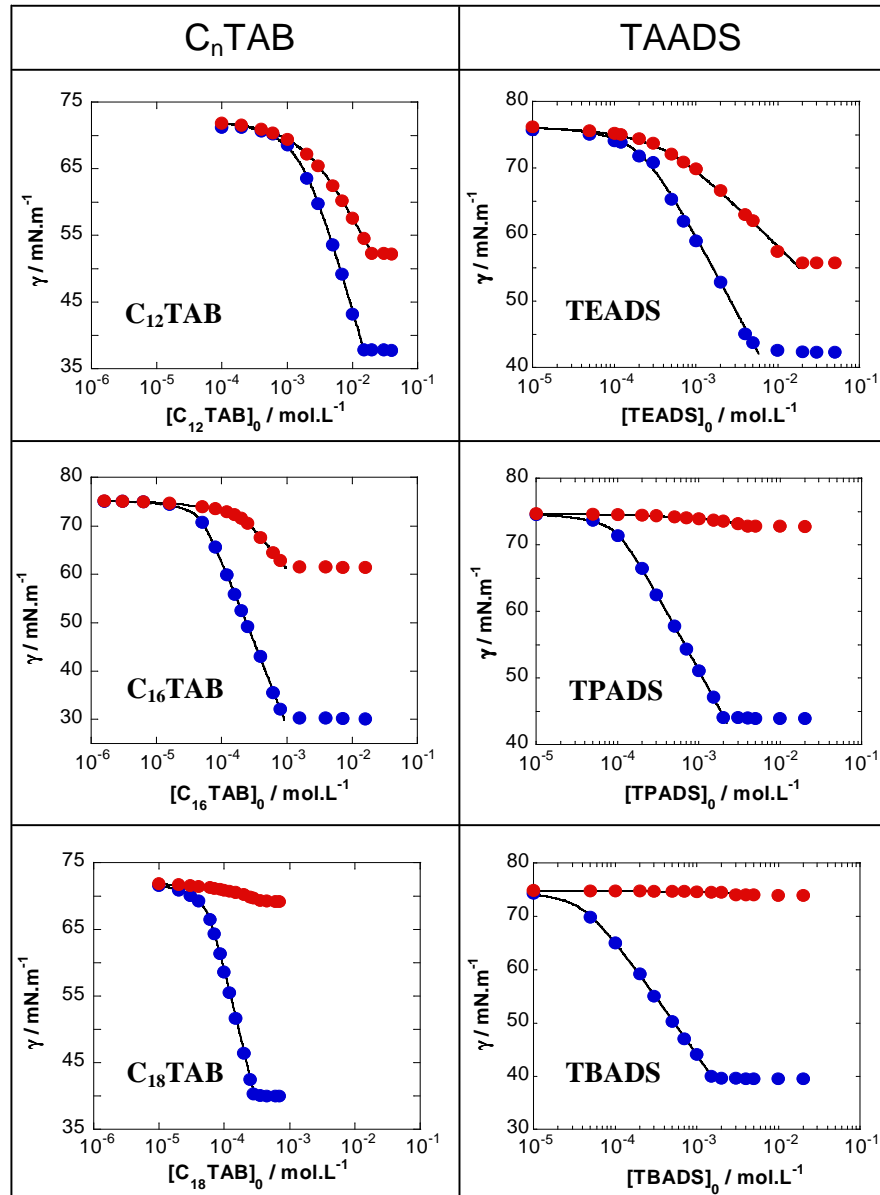 CₙTAB
TAADS
75
65
55
45
35
γ / mN.m⁻¹
C₁₂TAB
10⁻⁶ 10⁻⁵ 10⁻⁴ 10⁻³ 10⁻² 10⁻¹
[C₁₂TAB]₀ / mol.L⁻¹
80
70
60
50
40
γ / mN.m⁻¹
TEADS
10⁻⁵ 10⁻⁴ 10⁻³ 10⁻² 10⁻¹
[TEADS]₀ / mol.L⁻¹
80
70
60
50
40
30
γ / mN.m⁻¹
C₁₆TAB
10⁻⁶ 10⁻⁵ 10⁻⁴ 10⁻³ 10⁻² 10⁻¹
[C₁₆TAB]₀ / mol.L⁻¹
80
70
60
50
40
γ / mN.m⁻¹
TPADS
10⁻⁵ 10⁻⁴ 10⁻³ 10⁻² 10⁻¹
[TPADS]₀ / mol.L⁻¹
75
65
55
45
35
γ / mN.m⁻¹
C₁₈TAB
10⁻⁶ 10⁻⁵ 10⁻⁴ 10⁻³ 10⁻² 10⁻¹
[C₁₈TAB]₀ / mol.L⁻¹
80
70
60
50
40
30
γ / mN.m⁻¹
TBADS
10⁻⁵ 10⁻⁴ 10⁻³ 10⁻² 10⁻¹
[TBADS]₀ / mol.L⁻¹